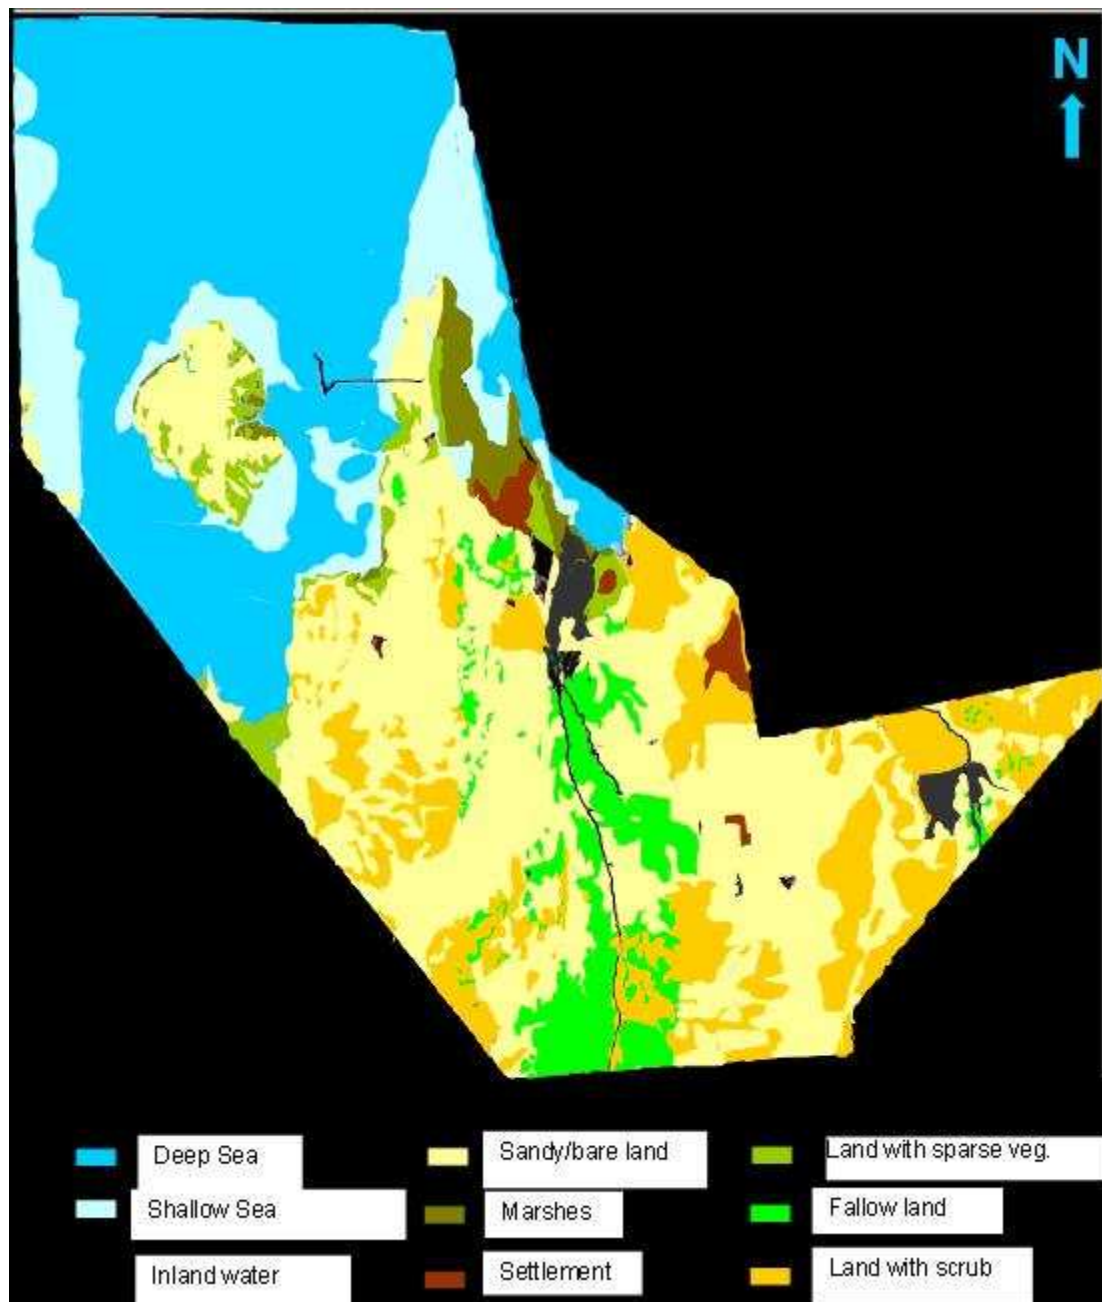 N
Deep Sea
Sandy/bare land
Land with sparse veg.
Shallow Sea
Marshes
Fallow land
Inland water
Settlement
Land with scrub